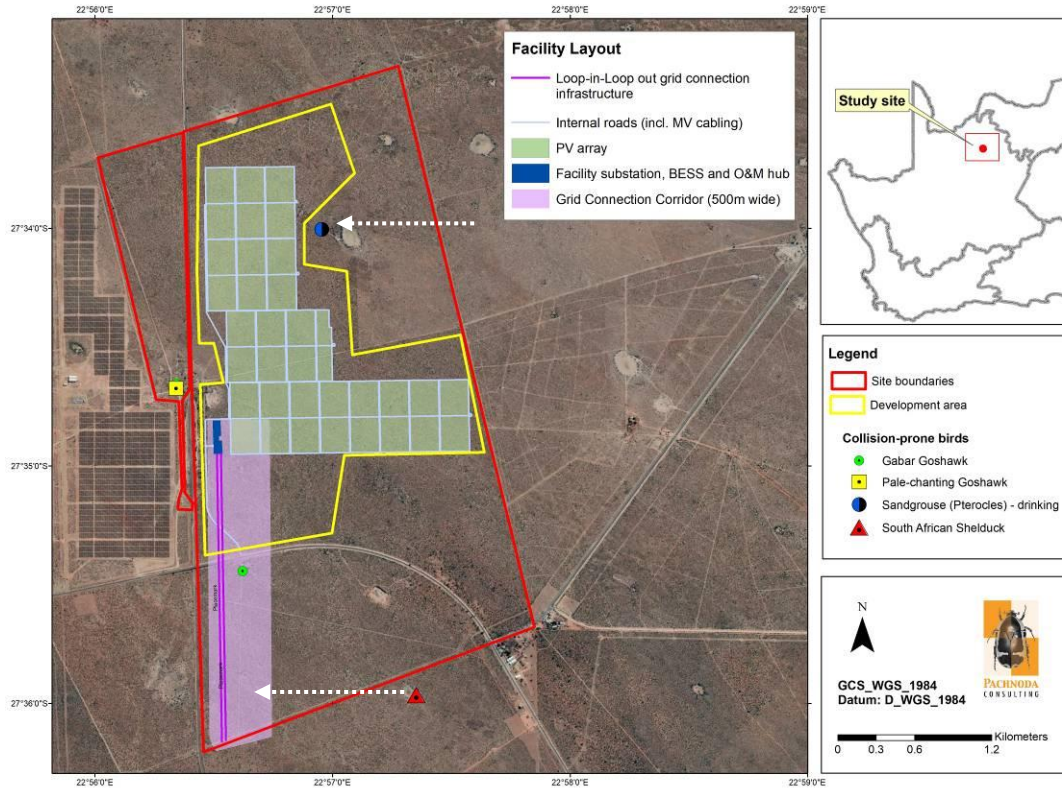 22°56'0"E
22°57'0"E
22°58'0"E
22°59'0"E
Facility Layout
Loop-in-Loop out grid connection
infrastructure
Internal roads (incl. MV cabling)
PV array
Facility substation, BESS and O&M hub
Grid Connection Corridor (500m wide)
Study site
27°34'0"S
27°35'0"S
27°36'0"S
Legend
Site boundaries
Development area
Collision-prone birds
Gabar Goshawk
Pale-chanting Goshawk
Sandgrouse (Pterocles) - drinking
South African Shelduck
N
GCS_WGS_1984
Datum: D_WGS_1984
PACHNODA
CONSULTING
Kilometers
0 0.3 0.6 1.2
22°56'0"E
22°57'0"E
22°58'0"E
22°59'0"E